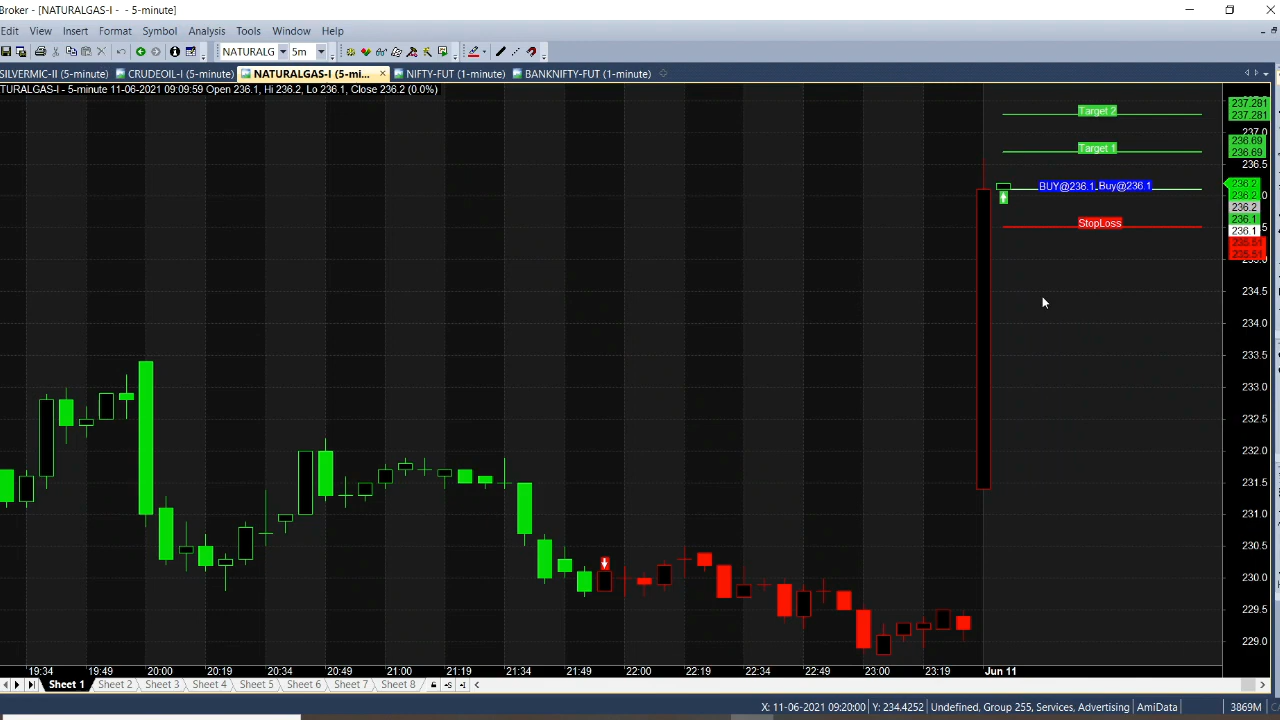 Broker - [NATURALGAS-I - - 5-minute]
Edit View Insert Format Symbol Analysis Tools Window Help
NATURALG 5m
SILVERMIC-II (5-minute) CRUDEOIL-I (5-minute) NATURALGAS-I (5-mi... NIFTY-FUT (1-minute) BANKNIFTY-FUT (1-minute)
TURALGAS-I - 5-minute 11-06-2021 09:09:59 Open 236.1, Hi 236.2, Lo 236.1, Close 236.2 (0.0%)
237.281
Target 2
237.281
237.0
236.69
Target 1
236.69
236.5
236.2
BUY@236.1 Buy@236.1
236.2
236.2
236.1
StopLoss
236.1
235.51
235.51
235.0
234.5
234.0
233.5
233.0
232.5
232.0
231.5
231.0
230.5
230.0
229.5
229.0
19:34 19:49 20:00 20:19 20:34 20:49 21:00 21:19 21:34 21:49 22:00 22:19 22:34 22:49 23:00 23:19 Jun 11
Sheet 1 Sheet 2 Sheet 3 Sheet 4 Sheet 5 Sheet 6 Sheet 7 Sheet 8
X: 11-06-2021 09:20:00 Y: 234.4252 Undefined, Group 255, Services, Advertising AmiData 3869M